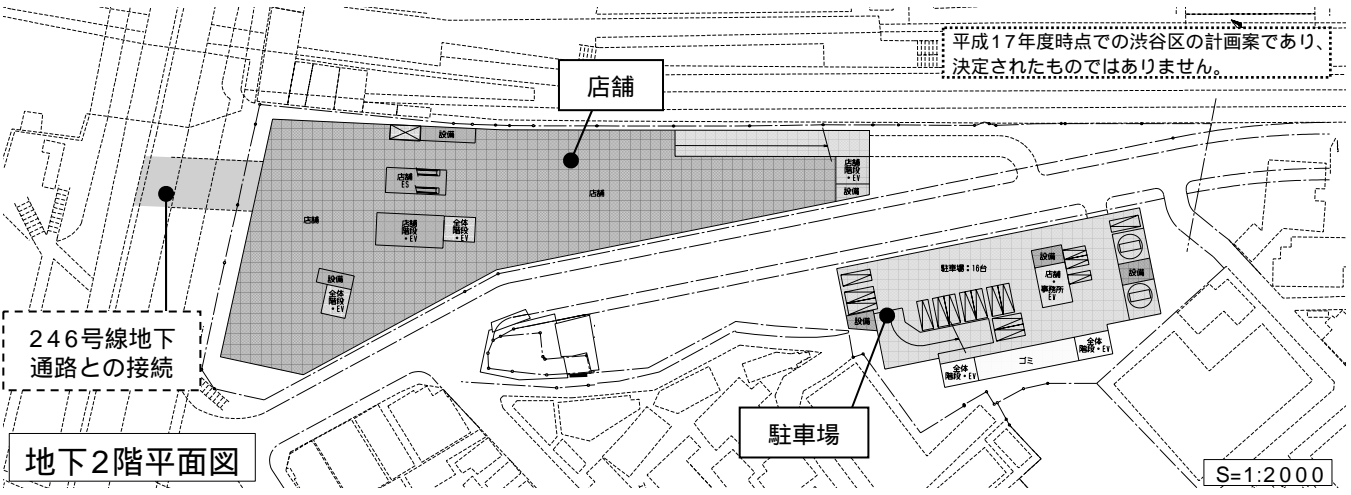 平成17年度時点での渋谷区の計画案であり、
決定されたものではありません。
店舗
設備
店舗
ES
店舗
店舗
階段
・EV
設備
店舗
店舗
階段
・EV
全体
階段
・EV
設備
全体
階段
・EV
246号線地下
通路との接続
駐車場：16台
設備
店舗
・
事務所
EV
設備
設備
全体
階段・EV
ゴミ
全体
階段・EV
駐車場
地下2階平面図
S=1:2000